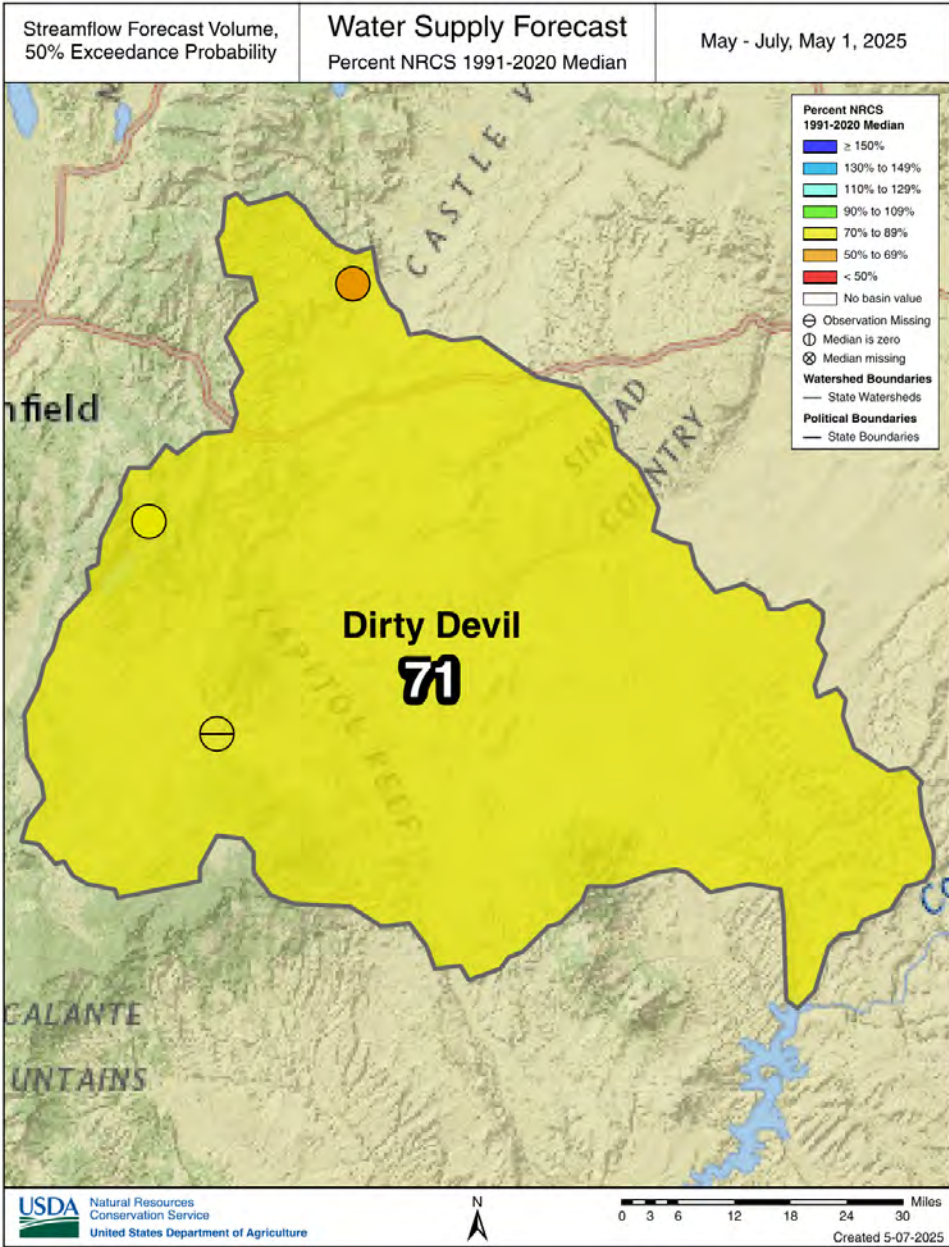 Streamflow Forecast Volume,
50% Exceedance Probability
Water Supply Forecast
Percent NRCS 1991-2020 Median
May - July, May 1, 2025
Percent NRCS
1991-2020 Median
≥ 150%
130% to 149%
110% to 129%
90% to 109%
70% to 89%
50% to 69%
< 50%
No basin value
Observation Missing
Median is zero
Median missing
Watershed Boundaries
State Watersheds
Political Boundaries
State Boundaries
CASTLE V
nfield
SINBAD
COUNTRY
Dirty Devil
71
CAPITOL REEF
CALANTE
UNTAINS
USDA
Natural Resources
Conservation Service
United States Department of Agriculture
N
Miles
0 3 6 12 18 24 30
Created 5-07-2025